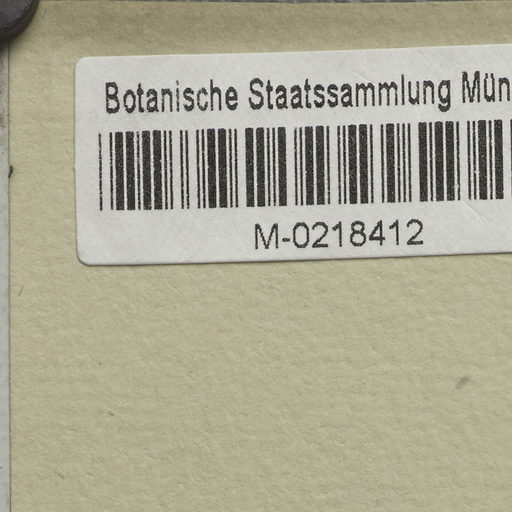 Botanische Staatssammlung Mün
M-0218412